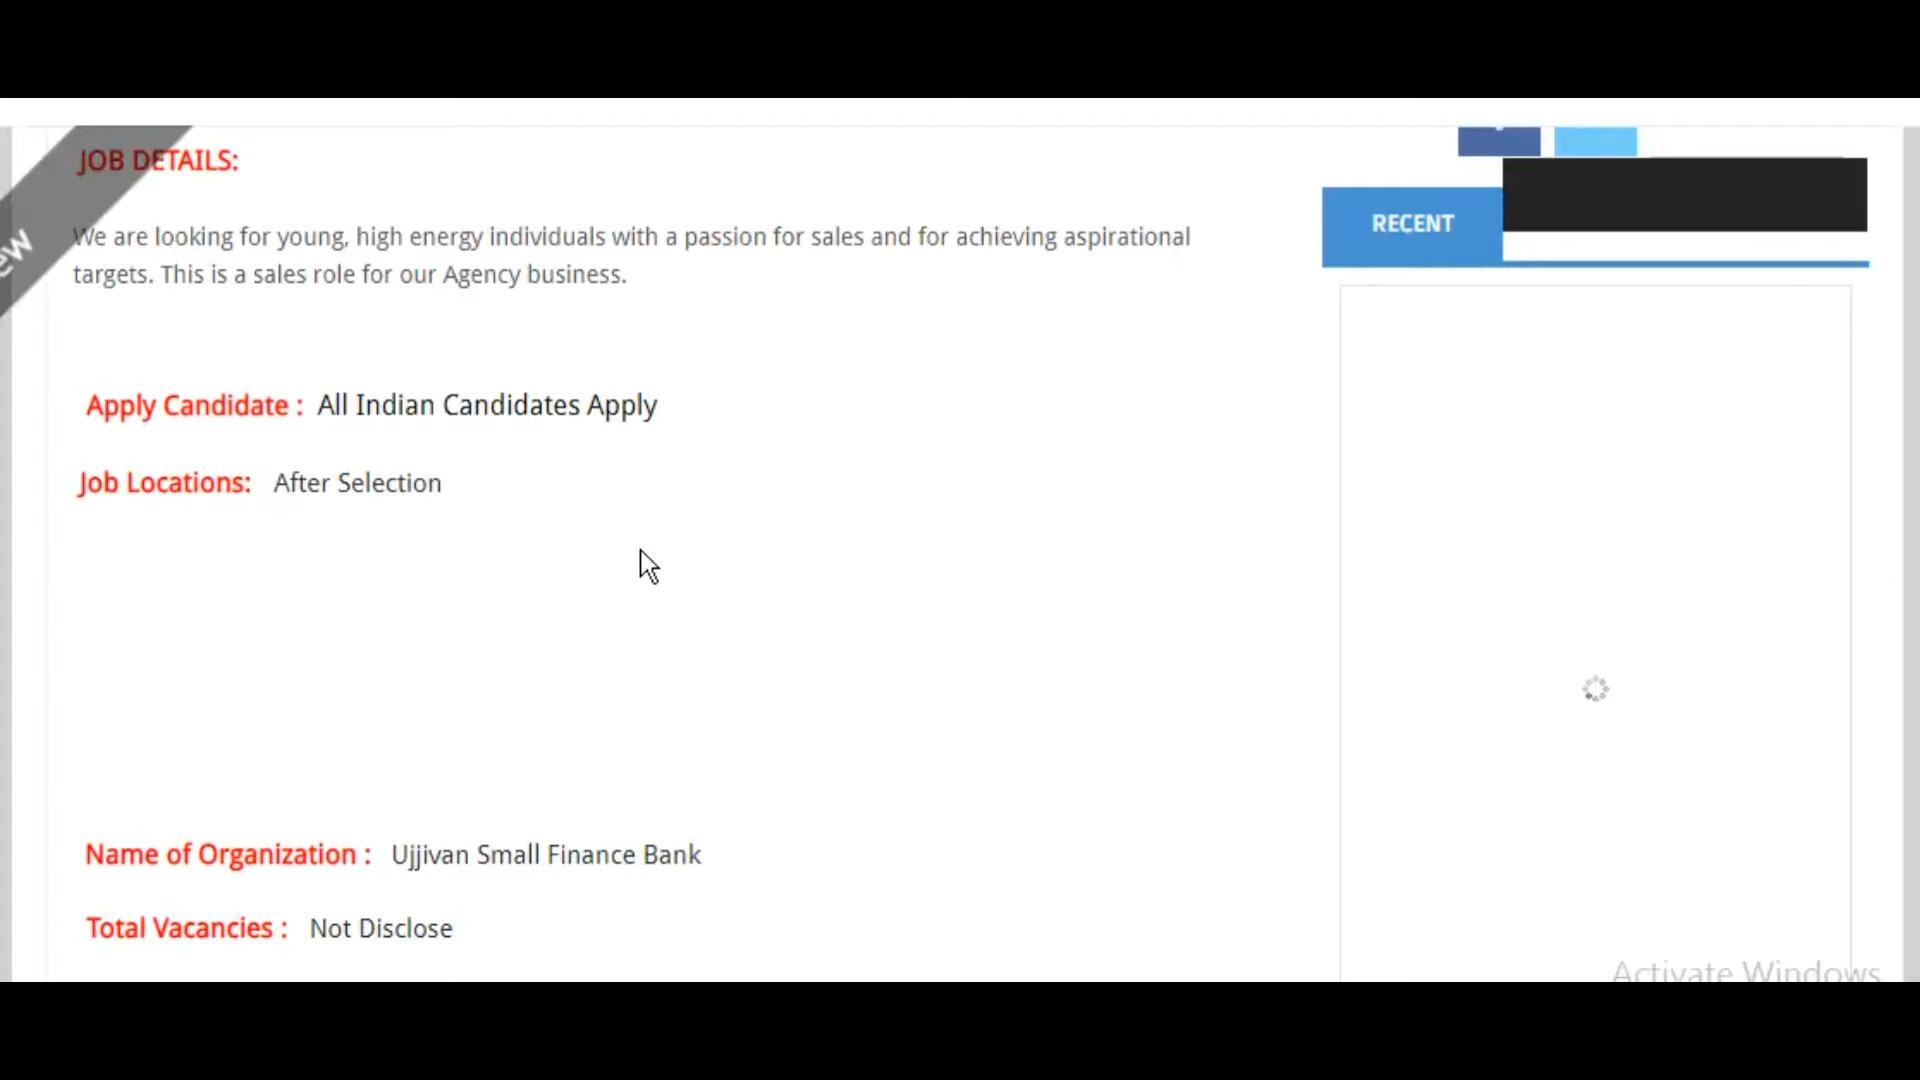 JOB DETAILS:
We are looking for young, high energy individuals with a passion for sales and for achieving aspirational
targets. This is a sales role for our Agency business.
Apply Candidate : All Indian Candidates Apply
Job Locations: After Selection
Name of Organization : Ujjivan Small Finance Bank
Total Vacancies : Not Disclose
RECENT
Activate Windows